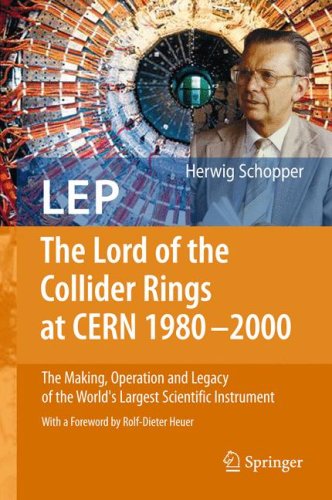 Herwig Schopper
LEP
The Lord of the
Collider Rings
at CERN 1980–2000
The Making, Operation and Legacy
of the World's Largest Scientific Instrument
With a Foreword by Rolf-Dieter Heuer
Springer